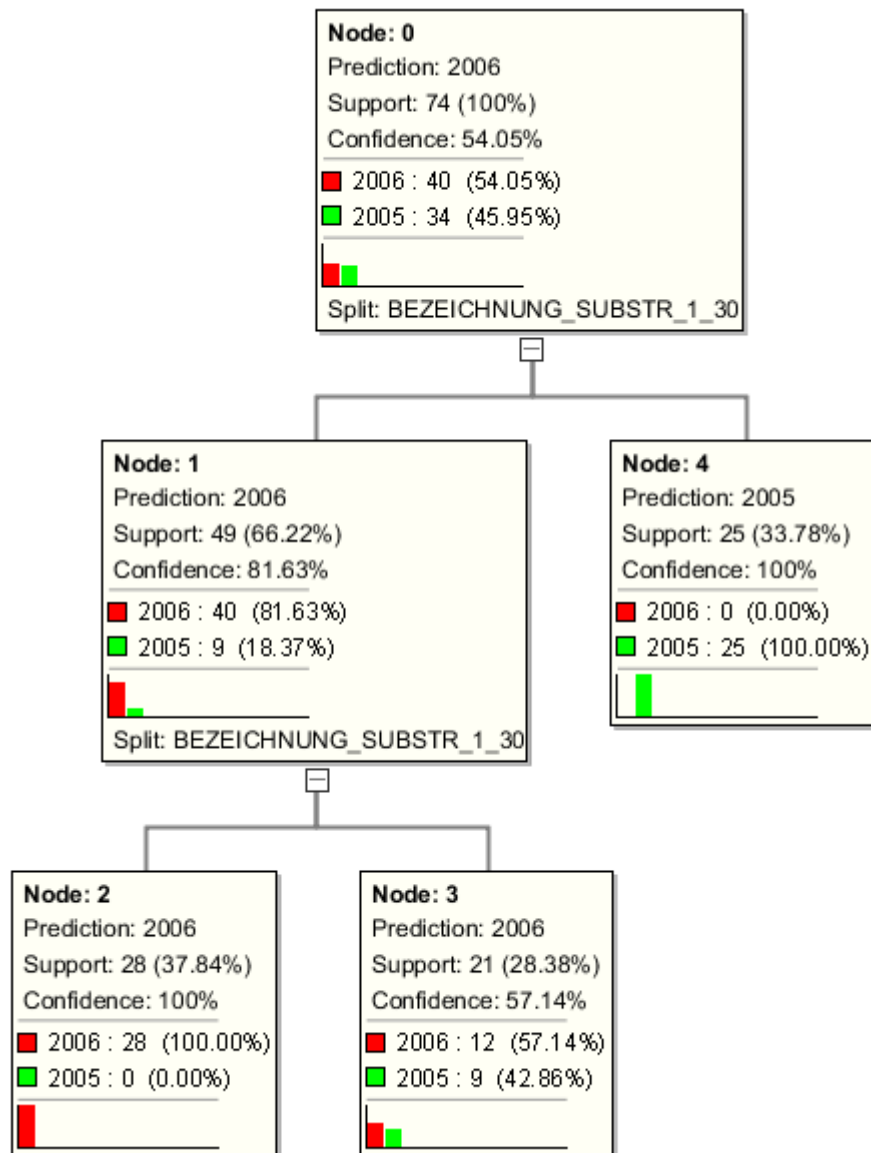 Node: 0
Prediction: 2006
Support: 74 (100%)
Confidence: 54.05%
2006 : 40 (54.05%)
2005 : 34 (45.95%)
Split: BEZEICHNUNG_SUBSTR_1_30
Node: 1
Prediction: 2006
Support: 49 (66.22%)
Confidence: 81.63%
2006 : 40 (81.63%)
2005 : 9 (18.37%)
Split: BEZEICHNUNG_SUBSTR_1_30
Node: 4
Prediction: 2005
Support: 25 (33.78%)
Confidence: 100%
2006 : 0 (0.00%)
2005 : 25 (100.00%)
Node: 2
Prediction: 2006
Support: 28 (37.84%)
Confidence: 100%
2006 : 28 (100.00%)
2005 : 0 (0.00%)
Node: 3
Prediction: 2006
Support: 21 (28.38%)
Confidence: 57.14%
2006 : 12 (57.14%)
2005 : 9 (42.86%)